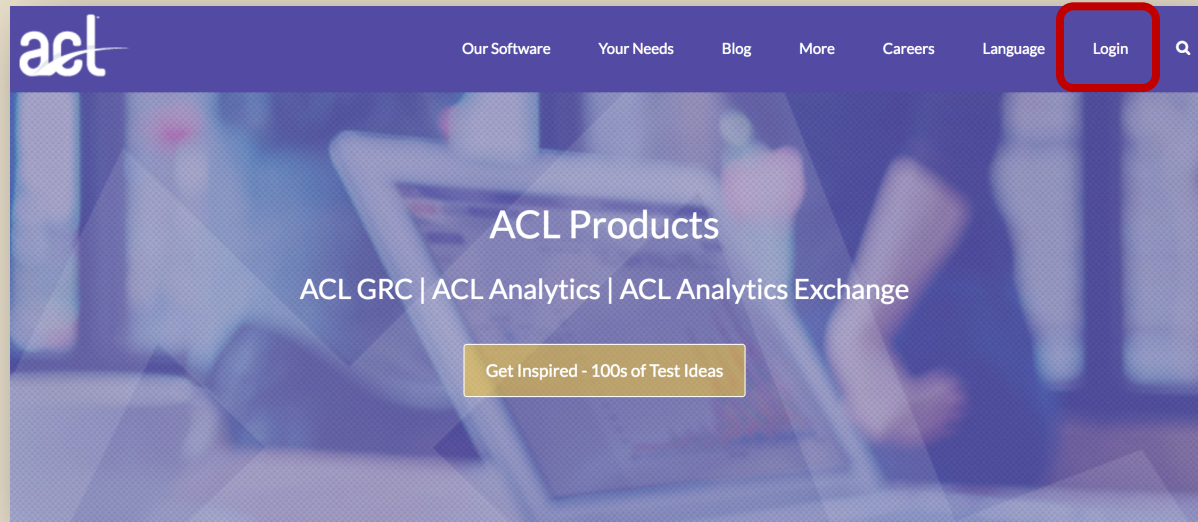 acl
Our Software Your Needs Blog More Careers Language Login
ACL Products
ACL GRC | ACL Analytics | ACL Analytics Exchange
Get Inspired - 100s of Test Ideas